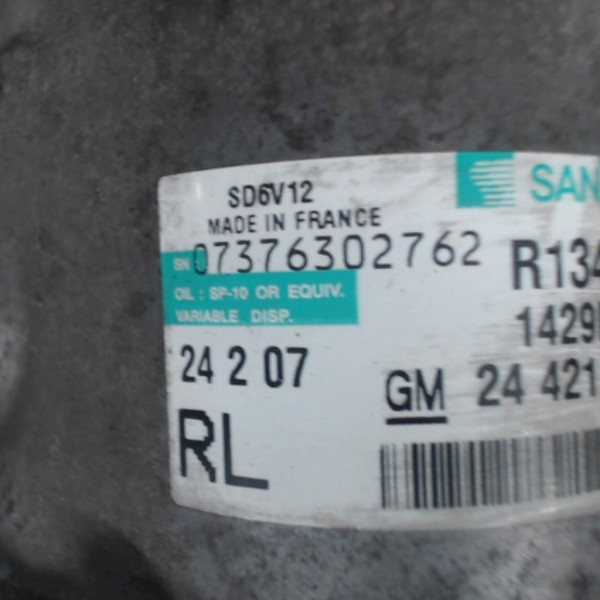 SD6V12
SAN
MADE IN FRANCE
SN 07376302762
R134
OIL : SP-10 OR EQUIV.
VARIABLE DISP.
1429
24 2 07
GM 24 421
RL